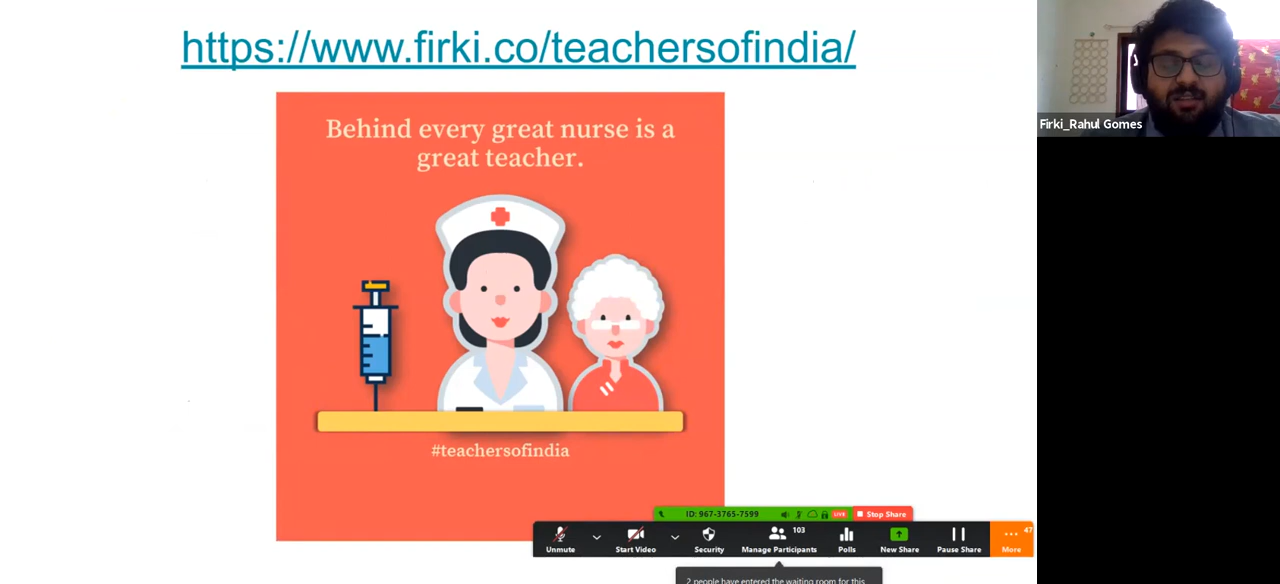 https://www.firki.co/teachersofindia/
Firki_Rahul Gomes
Behind every great nurse is a
great teacher.
#teachersofindia
ID: 967-3765-7599
LIVE
Stop Share
Unmute
Start Video
Security
103
Manage Participants
Polls
New Share
Pause Share
47
More
2 people have entered the waiting room for this